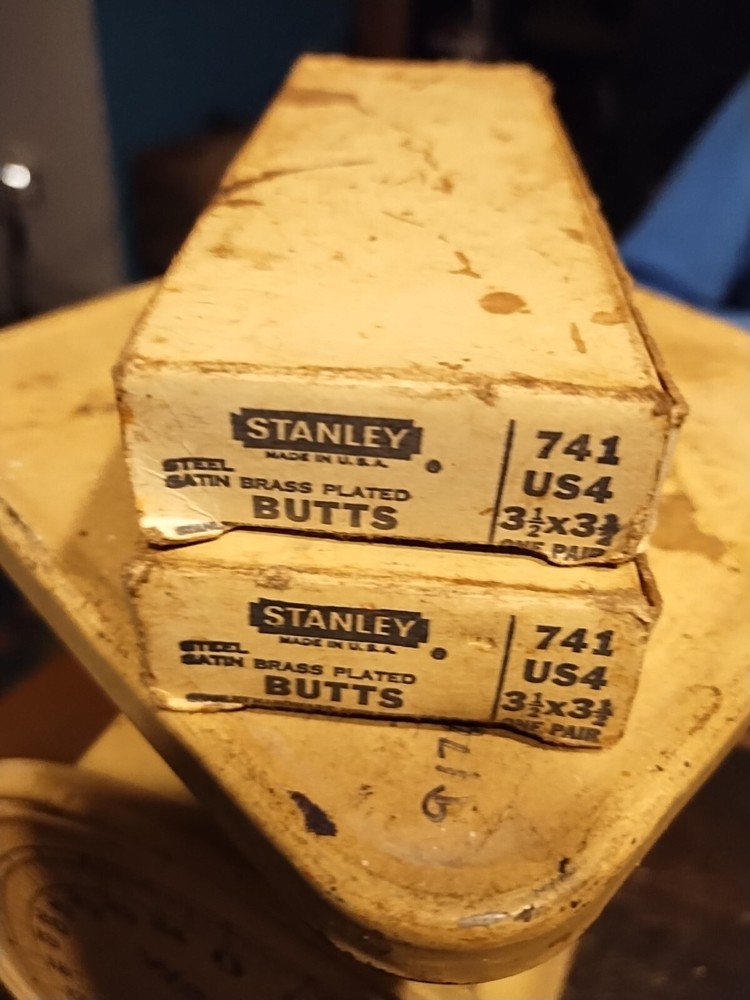 STANLEY
MADE IN U.S.A.
®
STEEL
SATIN BRASS PLATED
BUTTS
741
US4
3½x3½
ONE PAIR
STANLEY
MADE IN U.S.A.
®
STEEL
SATIN BRASS PLATED
BUTTS
741
US4
3½x3½
ONE PAIR